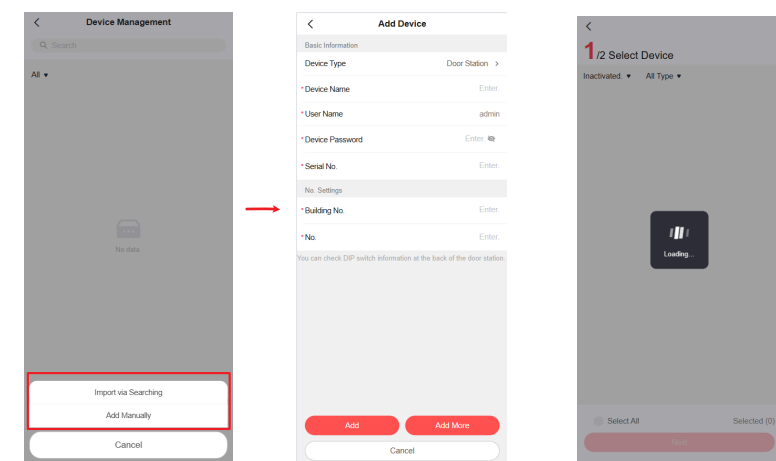 Device Management
Search
All
No data.
Import via Searching
Add Manually
Cancel
Add Device
Basic Information
Device Type Door Station
*Device Name Enter.
*User Name admin
*Device Password Enter.
*Serial No. Enter.
No. Settings
*Building No. Enter.
*No. Enter.
You can check DIP switch information at the back of the door station.
Add Add More
Cancel
1/2 Select Device
Inactivated. All Type
Loading...
Select All Selected (0)
Next